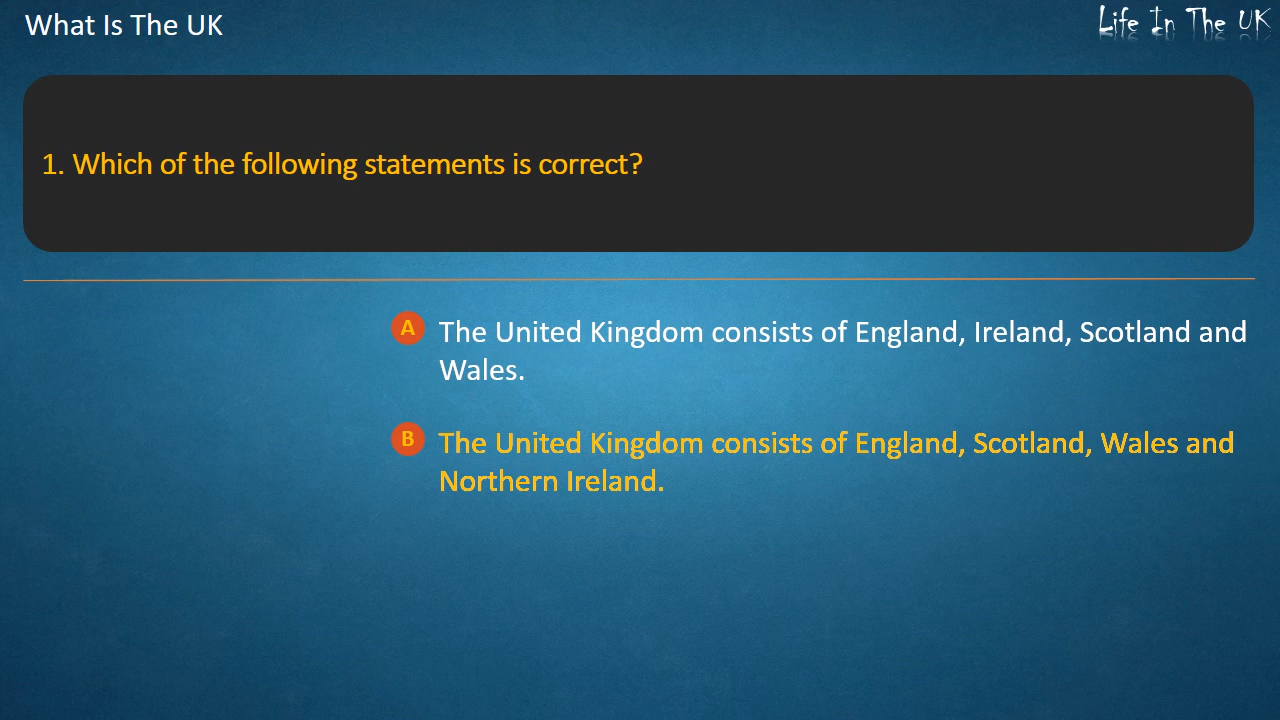 What Is The UK
Life In The UK
1. Which of the following statements is correct?
A
The United Kingdom consists of England, Ireland, Scotland and
Wales.
B
The United Kingdom consists of England, Scotland, Wales and
Northern Ireland.